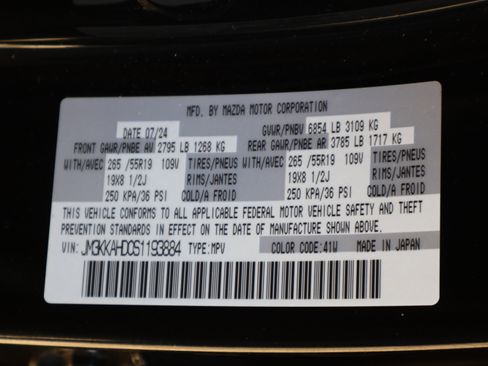 MFD. BY MAZDA MOTOR CORPORATION
DATE 07/24 GVWR/PNBV 6854 LB 3109 KG
FRONT GAWR/PNBE AV 2795 LB 1268 KG REAR GAWR/PNBE AR 3785 LB 1717 KG
WITH/AVEC 265 /55R19 109V TIRES/PNEUS WITH/AVEC 265 /55R19 109V TIRES/PNEUS
19X8 1/2J RIMS/JANTES 19X8 1/2J RIMS/JANTES
250 KPA/36 PSI COLD/A FROID 250 KPA/36 PSI COLD/A FROID
THIS VEHICLE CONFORMS TO ALL APPLICABLE FEDERAL MOTOR VEHICLE SAFETY AND THEFT
PREVENTION STANDARDS IN EFFECT ON THE DATE OF MANUFACTURE SHOWN ABOVE.
VIN: JM3KKAHDCS1193884 TYPE:MPV COLOR CODE:41W MADE IN JAPAN